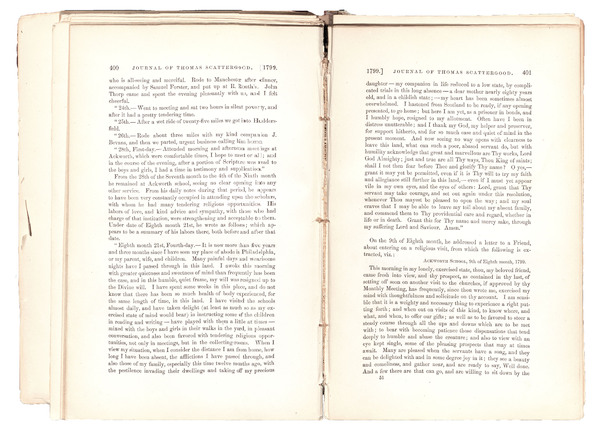 400 JOURNAL OF THOMAS SCATTERGOOD. [1799.
who is all-seeing and merciful. Rode to Manchester after dinner,
accompanied by Samuel Forster, and put up at R. Routh's. John
Thorp came and spent the evening pleasantly with us, and I felt
cheerful.
"24th.—Went to meeting and sat two hours in silent poverty, and
after it had a pretty tendering time.
"25th.—After a wet ride of twenty-five miles we got into Hudders-
field.
"26th.—Rode about three miles with my kind companion J.
Bevans, and then we parted, urgent business calling him home.
"28th, First-day.—Attended morning and afternoon meetings at
Ackworth, which were comfortable times, I hope to most or all; and
in the course of the evening, after a portion of Scripture was read to
the boys and girls, I had a time in testimony and supplication."
From the 28th of the Seventh month to the 4th of the Ninth month
he remained at Ackworth school, seeing no clear opening into any
other service. From his daily notes during that period, he appears
to have been very constantly occupied in attending upon the scholars,
with whom he had many tendering religious opportunities. His
labors of love, and kind advice and sympathy, with those who had
charge of that institution, were strengthening and acceptable to them.
Under date of Eighth month 21st, he wrote as follows; which ap-
pears to be a summary of his labors there, both before and after that
date.
"Eighth month 21st, Fourth-day.—It is now more than five years
and three months since I have seen my place of abode in Philadelphia,
or my parent, wife, and children. Many painful days and wearisome
nights have I passed through in this land. I awoke this morning
with greater quietness and sweetness of mind than frequently has been
the case, and in this humble, quiet frame, my will was resigned up to
the Divine will. I have spent some weeks in this place, and do not
know that there has been so much health of body experienced, for
the same length of time, in this land. I have visited the schools
almost daily, and have taken delight (at least as much so as my ex-
ercised state of mind would bear) in instructing some of the children
in reading and writing—have played with them a little at times—
mixed with the boys and girls in their walks in the yard, in pleasant
conversation, and also been favored with tendering religious oppor-
tunities, not only in meetings, but in the collecting-rooms. When I
view my situation, when I consider the distance I am from home, how
long I have been absent, the afflictions I have passed through, and
also those of my family, especially this time twelve months ago, with
the pestilence invading their dwellings and taking off my precious
1799.] JOURNAL OF THOMAS SCATTERGOOD. 401
daughter—my companion in life reduced to a low state, by compli-
cated trials in this long absence—a dear mother nearly eighty years
old, and in a childish state;—my heart has been sometimes almost
overwhelmed. I hastened from Scotland to be ready, if any opening
presented, to go home; but here I am yet, as a prisoner in bonds, and
I humbly hope, resigned to my allotment. Often have I been in
distress unutterable; and I thank my God, my helper and preserver,
for support hitherto, and for so much ease and quiet of mind in the
present moment. And now seeing no way open with clearness to
leave this land, what can such a poor, abased servant do, but with
humility acknowledge that great and marvellous are Thy works, Lord
God Almighty; just and true are all Thy ways, Thou King of saints;
shall I not then fear before Thee and glorify Thy name? O yes,—
grant it may yet be permitted, even if it is Thy will to try my faith
and allegiance still further in this land,—even if I must appear
vile in my own eyes, and the eyes of others: Lord, grant that Thy
servant may take courage, and set out again under this resolution,
whenever Thou mayest be pleased to open the way; and my soul
craves that I may be able to leave my toil about my absent family,
and commend them to Thy providential care and regard, whether in
life or in death. Grant this for Thy name and mercy sake, through
my suffering Lord and Saviour. Amen."
On the 9th of Eighth month, he addressed a letter to a Friend,
about entering on a religious visit, from which the following is ex-
tracted, viz.:
ACKWORTH SCHOOL, 9th of Eighth month, 1799.
This morning in my lonely, exercised state, thou, my beloved friend,
came fresh into view, and thy prospect, as contained in thy last, of
setting off soon on another visit to the churches, if approved by thy
Monthly Meeting, has frequently, since thou wrote me, exercised my
mind with thoughtfulness and solicitude on thy account. I am sensi-
ble that it is a weighty and necessary thing to experience a right put-
ting forth; and when out on visits of this kind, to know where, and
what, and when, to offer our gifts; as well as to be favored to steer a
steady course through all the ups and downs which are to be met
with; to bear with becoming patience those dispensations that tend
deeply to humble and abase the creature; and also to view with an
eye kept single, some of the pleasing prospects that may at times
await. Many are pleased when the servants have a song, and they
can be delighted with and in some degree joy in it; they see a beauty
and comeliness, and gather near, and are ready to say, Well done.
And a few there are that can go, and are willing to sit down by the
51